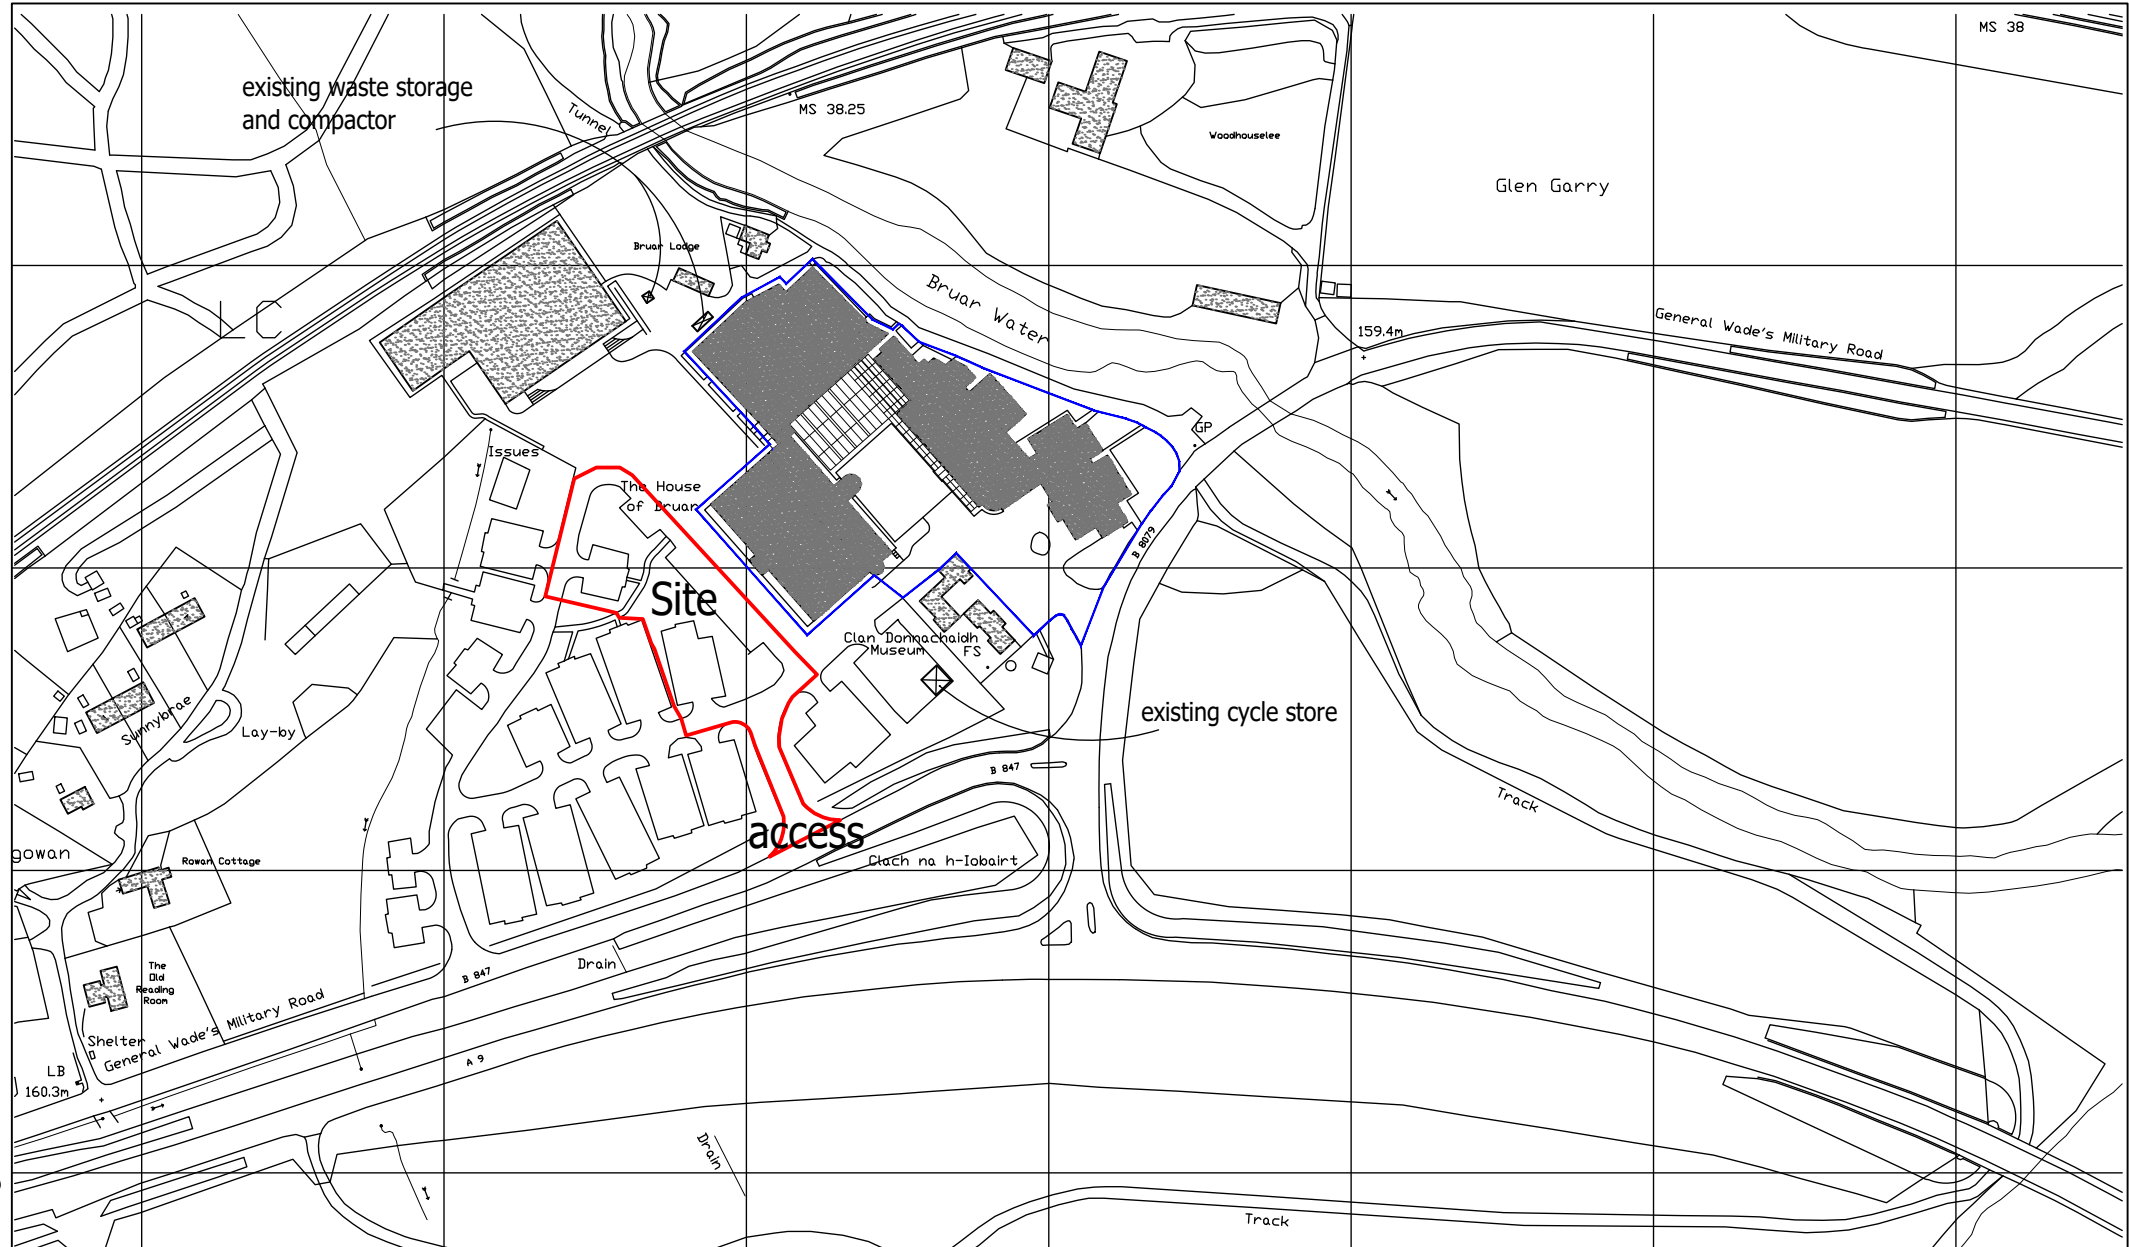 MS 38
existing waste storage
and compactor
Tunnel
MS 38.25
Woodhouselee
Glen Garry
Bruar Lodge
Bruar Water
LC
General Wade's Military Road
159.4m
GP
Issues
The House
of Bruar
B 8079
Site
Clan Donnachaidh
Museum
FS
existing cycle store
Sunnybrae
Lay-by
B 847
Track
access
Clach na h-Iobairt
gowan
Rowan Cottage
The
Old
Reading
Room
Drain
B 847
General Wade's Military Road
Shelter
A 9
LB
160.3m
Drain
Track